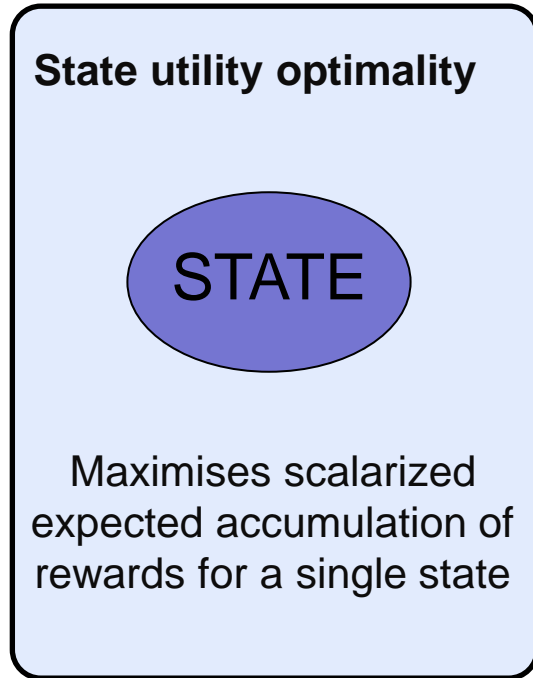 State utility optimality
STATE
Maximises scalarized
expected accumulation of
rewards for a single state